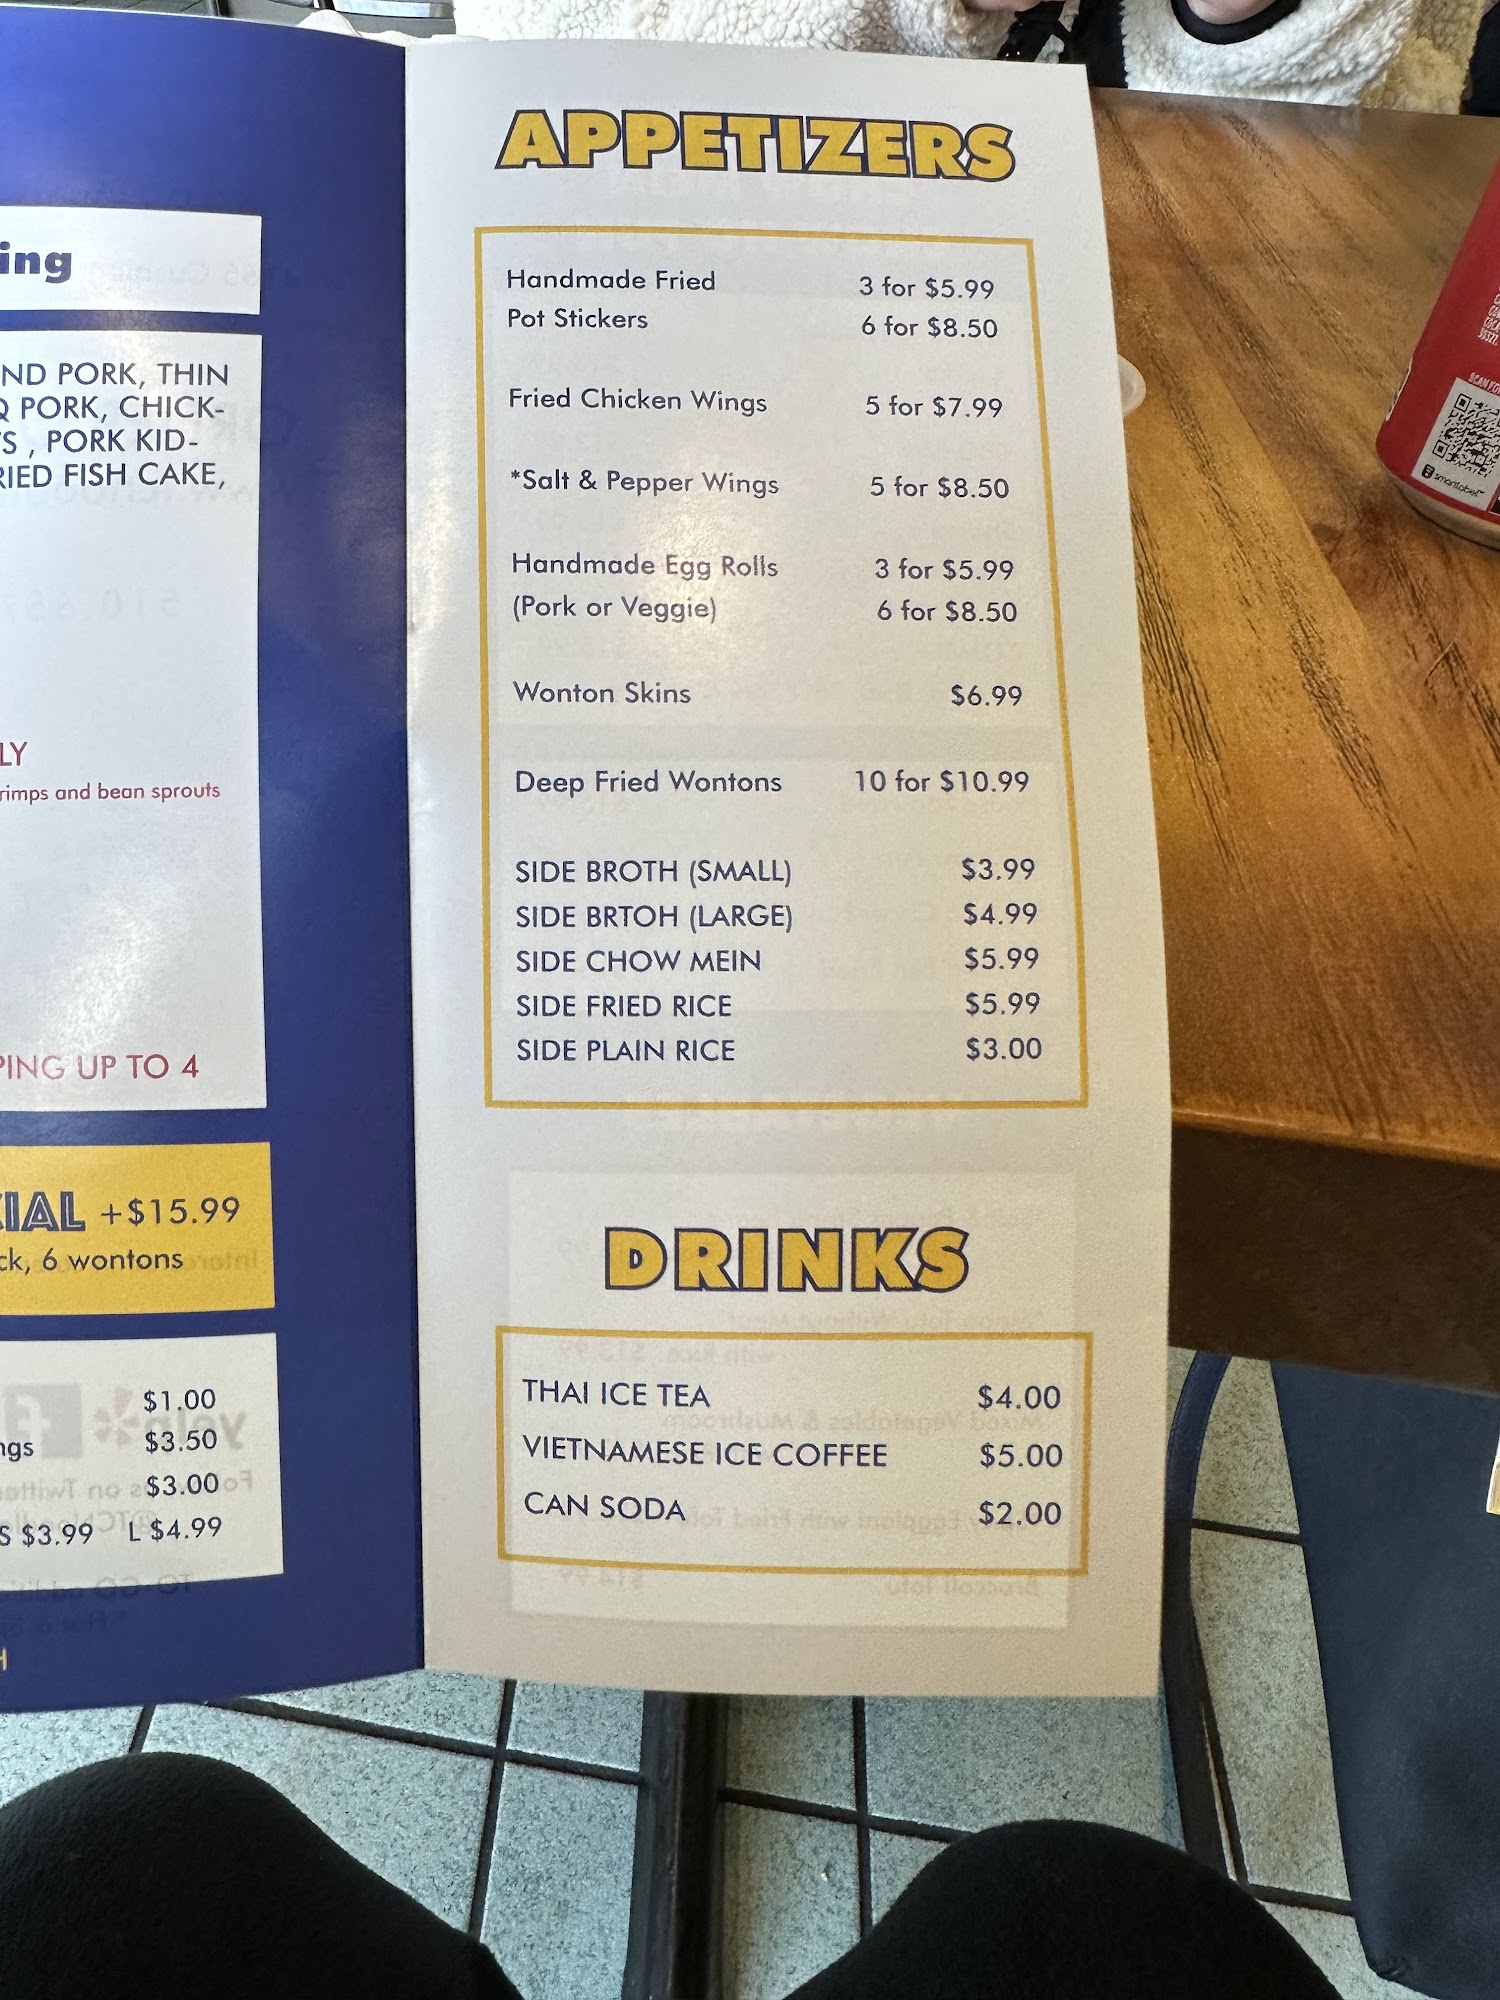 ing
ND PORK, THIN
Q PORK, CHICK-
S , PORK KID-
RIED FISH CAKE,
LY
rimps and bean sprouts
PING UP TO 4
IAL +$15.99
ck, 6 wontons
$1.00
ngs $3.50
$3.00
S $3.99 L $4.99
APPETIZERS
Handmade Fried 3 for $5.99
Pot Stickers 6 for $8.50
Fried Chicken Wings 5 for $7.99
*Salt & Pepper Wings 5 for $8.50
Handmade Egg Rolls 3 for $5.99
(Pork or Veggie) 6 for $8.50
Wonton Skins $6.99
Deep Fried Wontons 10 for $10.99
SIDE BROTH (SMALL) $3.99
SIDE BRTOH (LARGE) $4.99
SIDE CHOW MEIN $5.99
SIDE FRIED RICE $5.99
SIDE PLAIN RICE $3.00
DRINKS
THAI ICE TEA $4.00
VIETNAMESE ICE COFFEE $5.00
CAN SODA $2.00
smartlabel